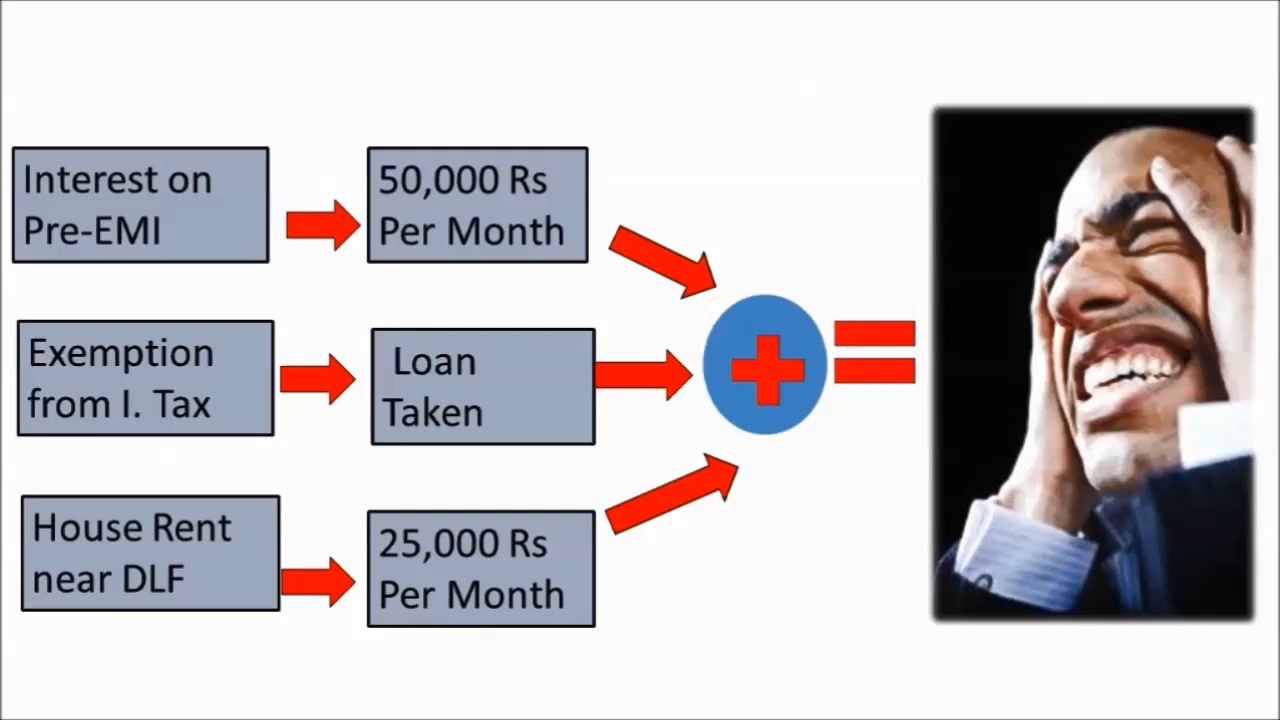 Interest on
Pre-EMI
50,000 Rs
Per Month
Exemption
from I. Tax
Loan
Taken
House Rent
near DLF
25,000 Rs
Per Month